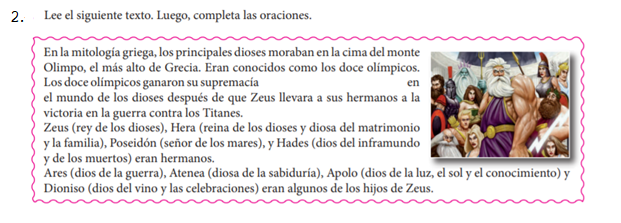 2. Lee el siguiente texto. Luego, completa las oraciones.
En la mitología griega, los principales dioses moraban en la cima del monte
Olimpo, el más alto de Grecia. Eran conocidos como los doce olímpicos.
Los doce olímpicos ganaron su supremacía en
el mundo de los dioses después de que Zeus llevara a sus hermanos a la
victoria en la guerra contra los Titanes.
Zeus (rey de los dioses), Hera (reina de los dioses y diosa del matrimonio
y la familia), Poseidón (señor de los mares), y Hades (dios del inframundo
y de los muertos) eran hermanos.
Ares (dios de la guerra), Atenea (diosa de la sabiduría), Apolo (dios de la luz, el sol y el conocimiento) y
Dioniso (dios del vino y las celebraciones) eran algunos de los hijos de Zeus.